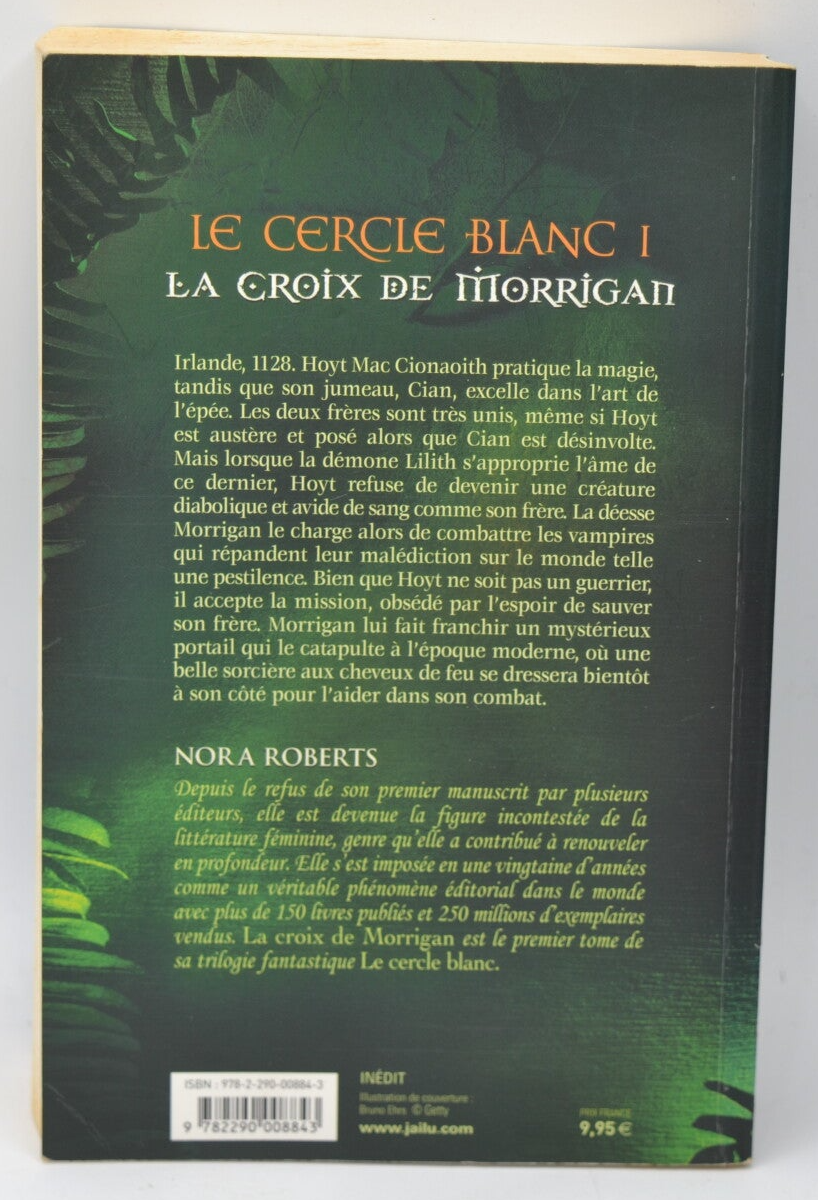 LE CERCLE BLANC I
LA CROIX DE MORRIGAN
Irlande, 1128. Hoyt Mac Cionaoith pratique la magie,
tandis que son jumeau, Cian, excelle dans l'art de
l'épée. Les deux frères sont très unis, même si Hoyt
est austère et posé alors que Cian est désinvolte.
Mais lorsque la démone Lilith s'approprie l'âme de
ce dernier, Hoyt refuse de devenir une créature
diabolique et avide de sang comme son frère. La déesse
Morrigan le charge alors de combattre les vampires
qui répandent leur malédiction sur le monde telle
une pestilence. Bien que Hoyt ne soit pas un guerrier,
il accepte la mission, obsédé par l'espoir de sauver
son frère. Morrigan lui fait franchir un mystérieux
portail qui le catapulte à l'époque moderne, où une
belle sorcière aux cheveux de feu se dressera bientôt
à son côté pour l'aider dans son combat.
NORA ROBERTS
Depuis le refus de son premier manuscrit par plusieurs
éditeurs, elle est devenue la figure incontestée de la
littérature féminine, genre qu'elle a contribué à renouveler
en profondeur. Elle s'est imposée en une vingtaine d'années
comme un véritable phénomène éditorial dans le monde
avec plus de 150 livres publiés et 250 millions d'exemplaires
vendus. La croix de Morrigan est le premier tome de
sa trilogie fantastique Le cercle blanc.
ISBN : 978-2-290-00884-3
9 782290 008843
INÉDIT
Illustration de couverture :
Bruno Ehrs © Getty
www.jailu.com
PRIX FRANCE
9,95 €